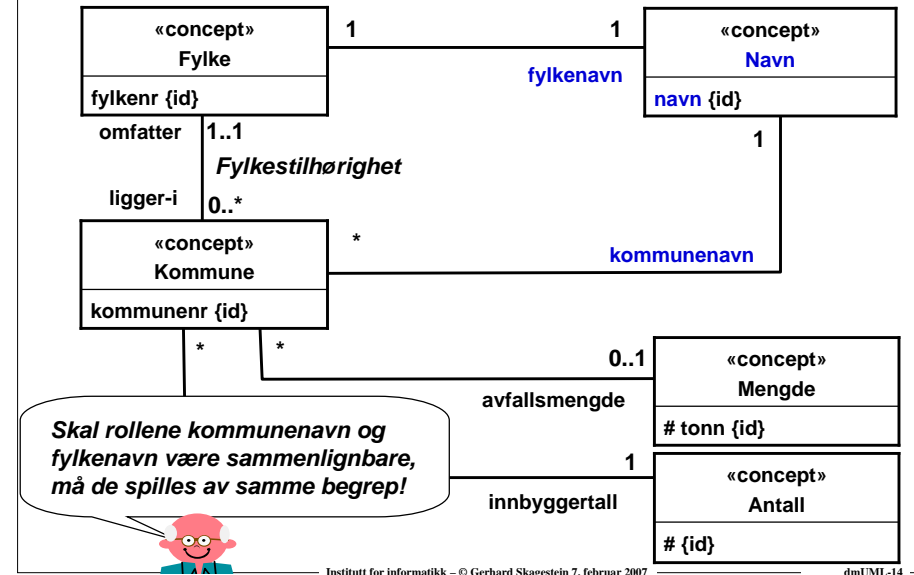 «concept»
Fylke
fylkenr {id}
1
1
fylkenavn
«concept»
Navn
navn {id}
omfatter
1..1
Fylkestilhørighet
ligger-i
0..*
1
«concept»
Kommune
kommunenr {id}
*
kommunenavn
*
*
0..1
avfallsmengde
«concept»
Mengde
# tonn {id}
Skal rollene kommunenavn og
fylkenavn være sammenlignbare,
må de spilles av samme begrep!
1
innbyggertall
«concept»
Antall
# {id}
Institutt for informatikk – © Gerhard Skagestein 7. februar 2007
dmUML-14